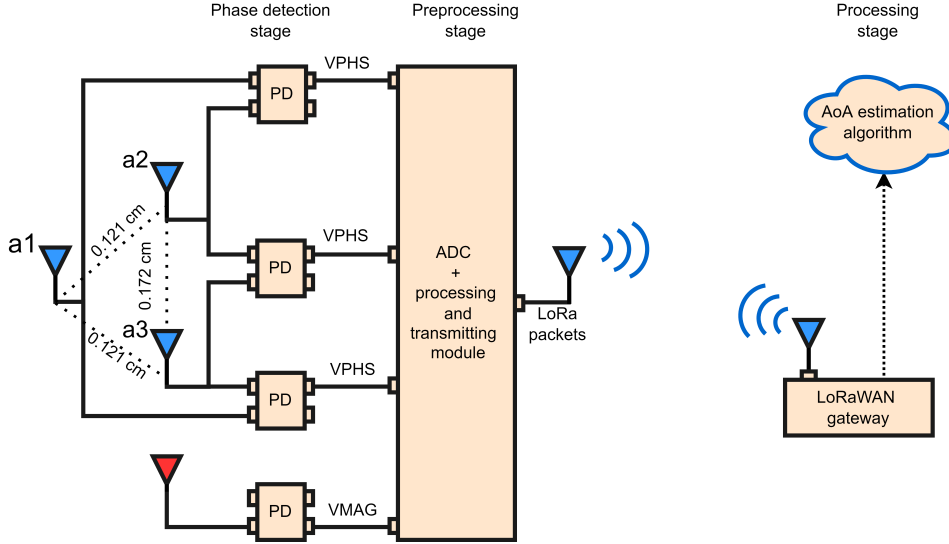 Phase detection
stage
Preprocessing
stage
Processing
stage
VPHS
PD
AoA estimation
algorithm
a2
0.121 cm
a1
VPHS
PD
0.172 cm
ADC
+
processing
and
transmitting
module
LoRa
packets
a3
0.121 cm
VPHS
PD
LoRaWAN
gateway
VMAG
PD